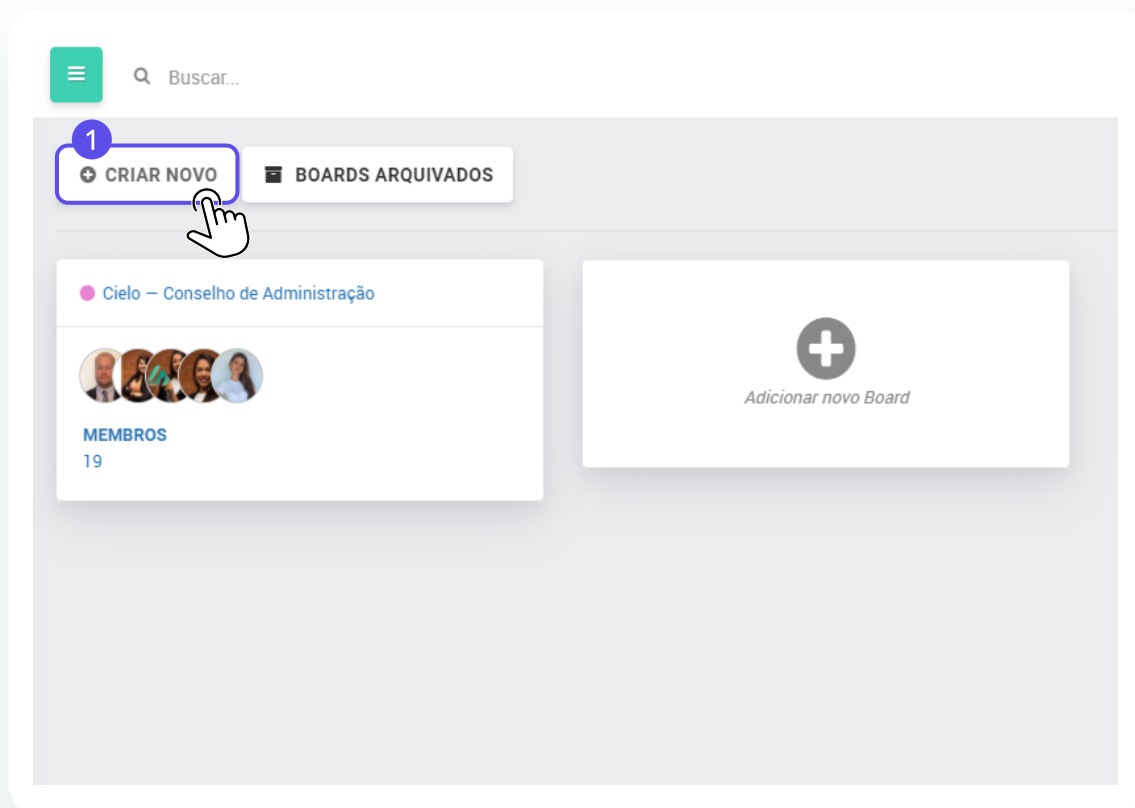 Buscar...
1
CRIAR NOVO
BOARDS ARQUIVADOS
Cielo — Conselho de Administração
MEMBROS
19
Adicionar novo Board